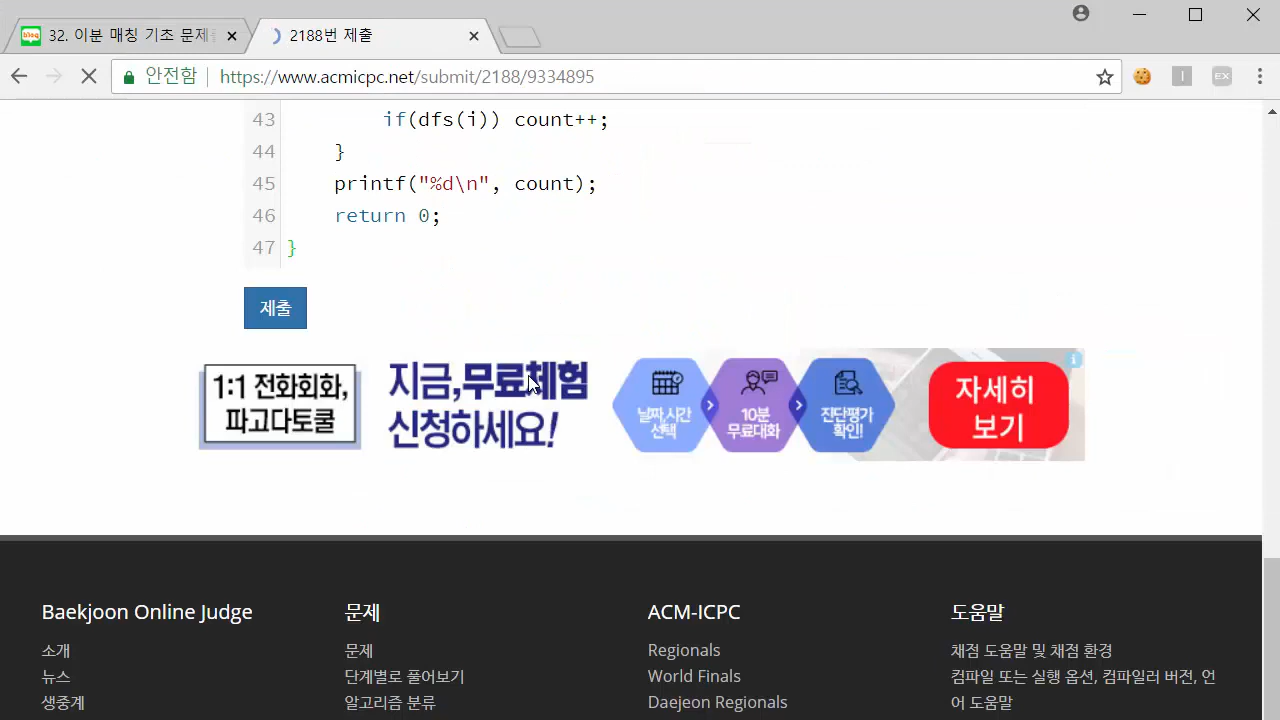 32. 이분 매칭 기초 문제
2188번 제출
안전함
https://www.acmicpc.net/submit/2188/9334895
43 if(dfs(i)) count++;
44 }
45 printf("%d\n", count);
46 return 0;
47 }
제출
1:1 전화회화,
파고다토쿨
지금,무료체험
신청하세요!
날짜.시간
선택
10분
무료대화
진단평가
확인!
자세히
보기
Baekjoon Online Judge
문제
ACM-ICPC
도움말
소개
문제
Regionals
채점 도움말 및 채점 환경
뉴스
단계별로 풀어보기
World Finals
컴파일 또는 실행 옵션, 컴파일러 버전, 언
어 도움말
생중계
알고리즘 분류
Daejeon Regionals